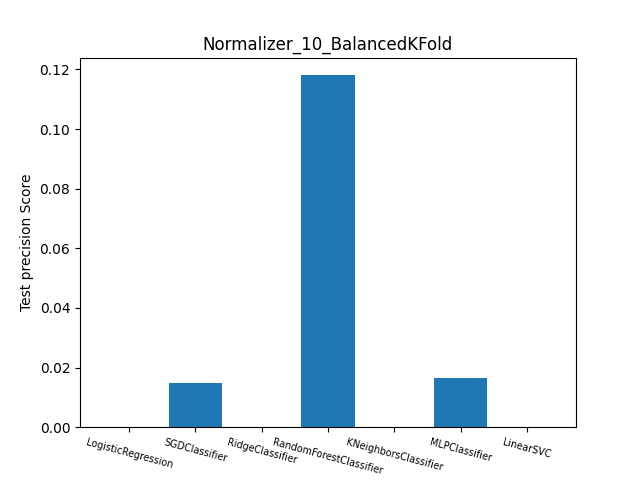 Normalizer_10_BalancedKFold
Test precision Score
0.12
0.10
0.08
0.06
0.04
0.02
0.00
LogisticRegression
SGDClassifier
RidgeClassifier
RandomForestClassifier
KNeighborsClassifier
MLPClassifier
LinearSVC